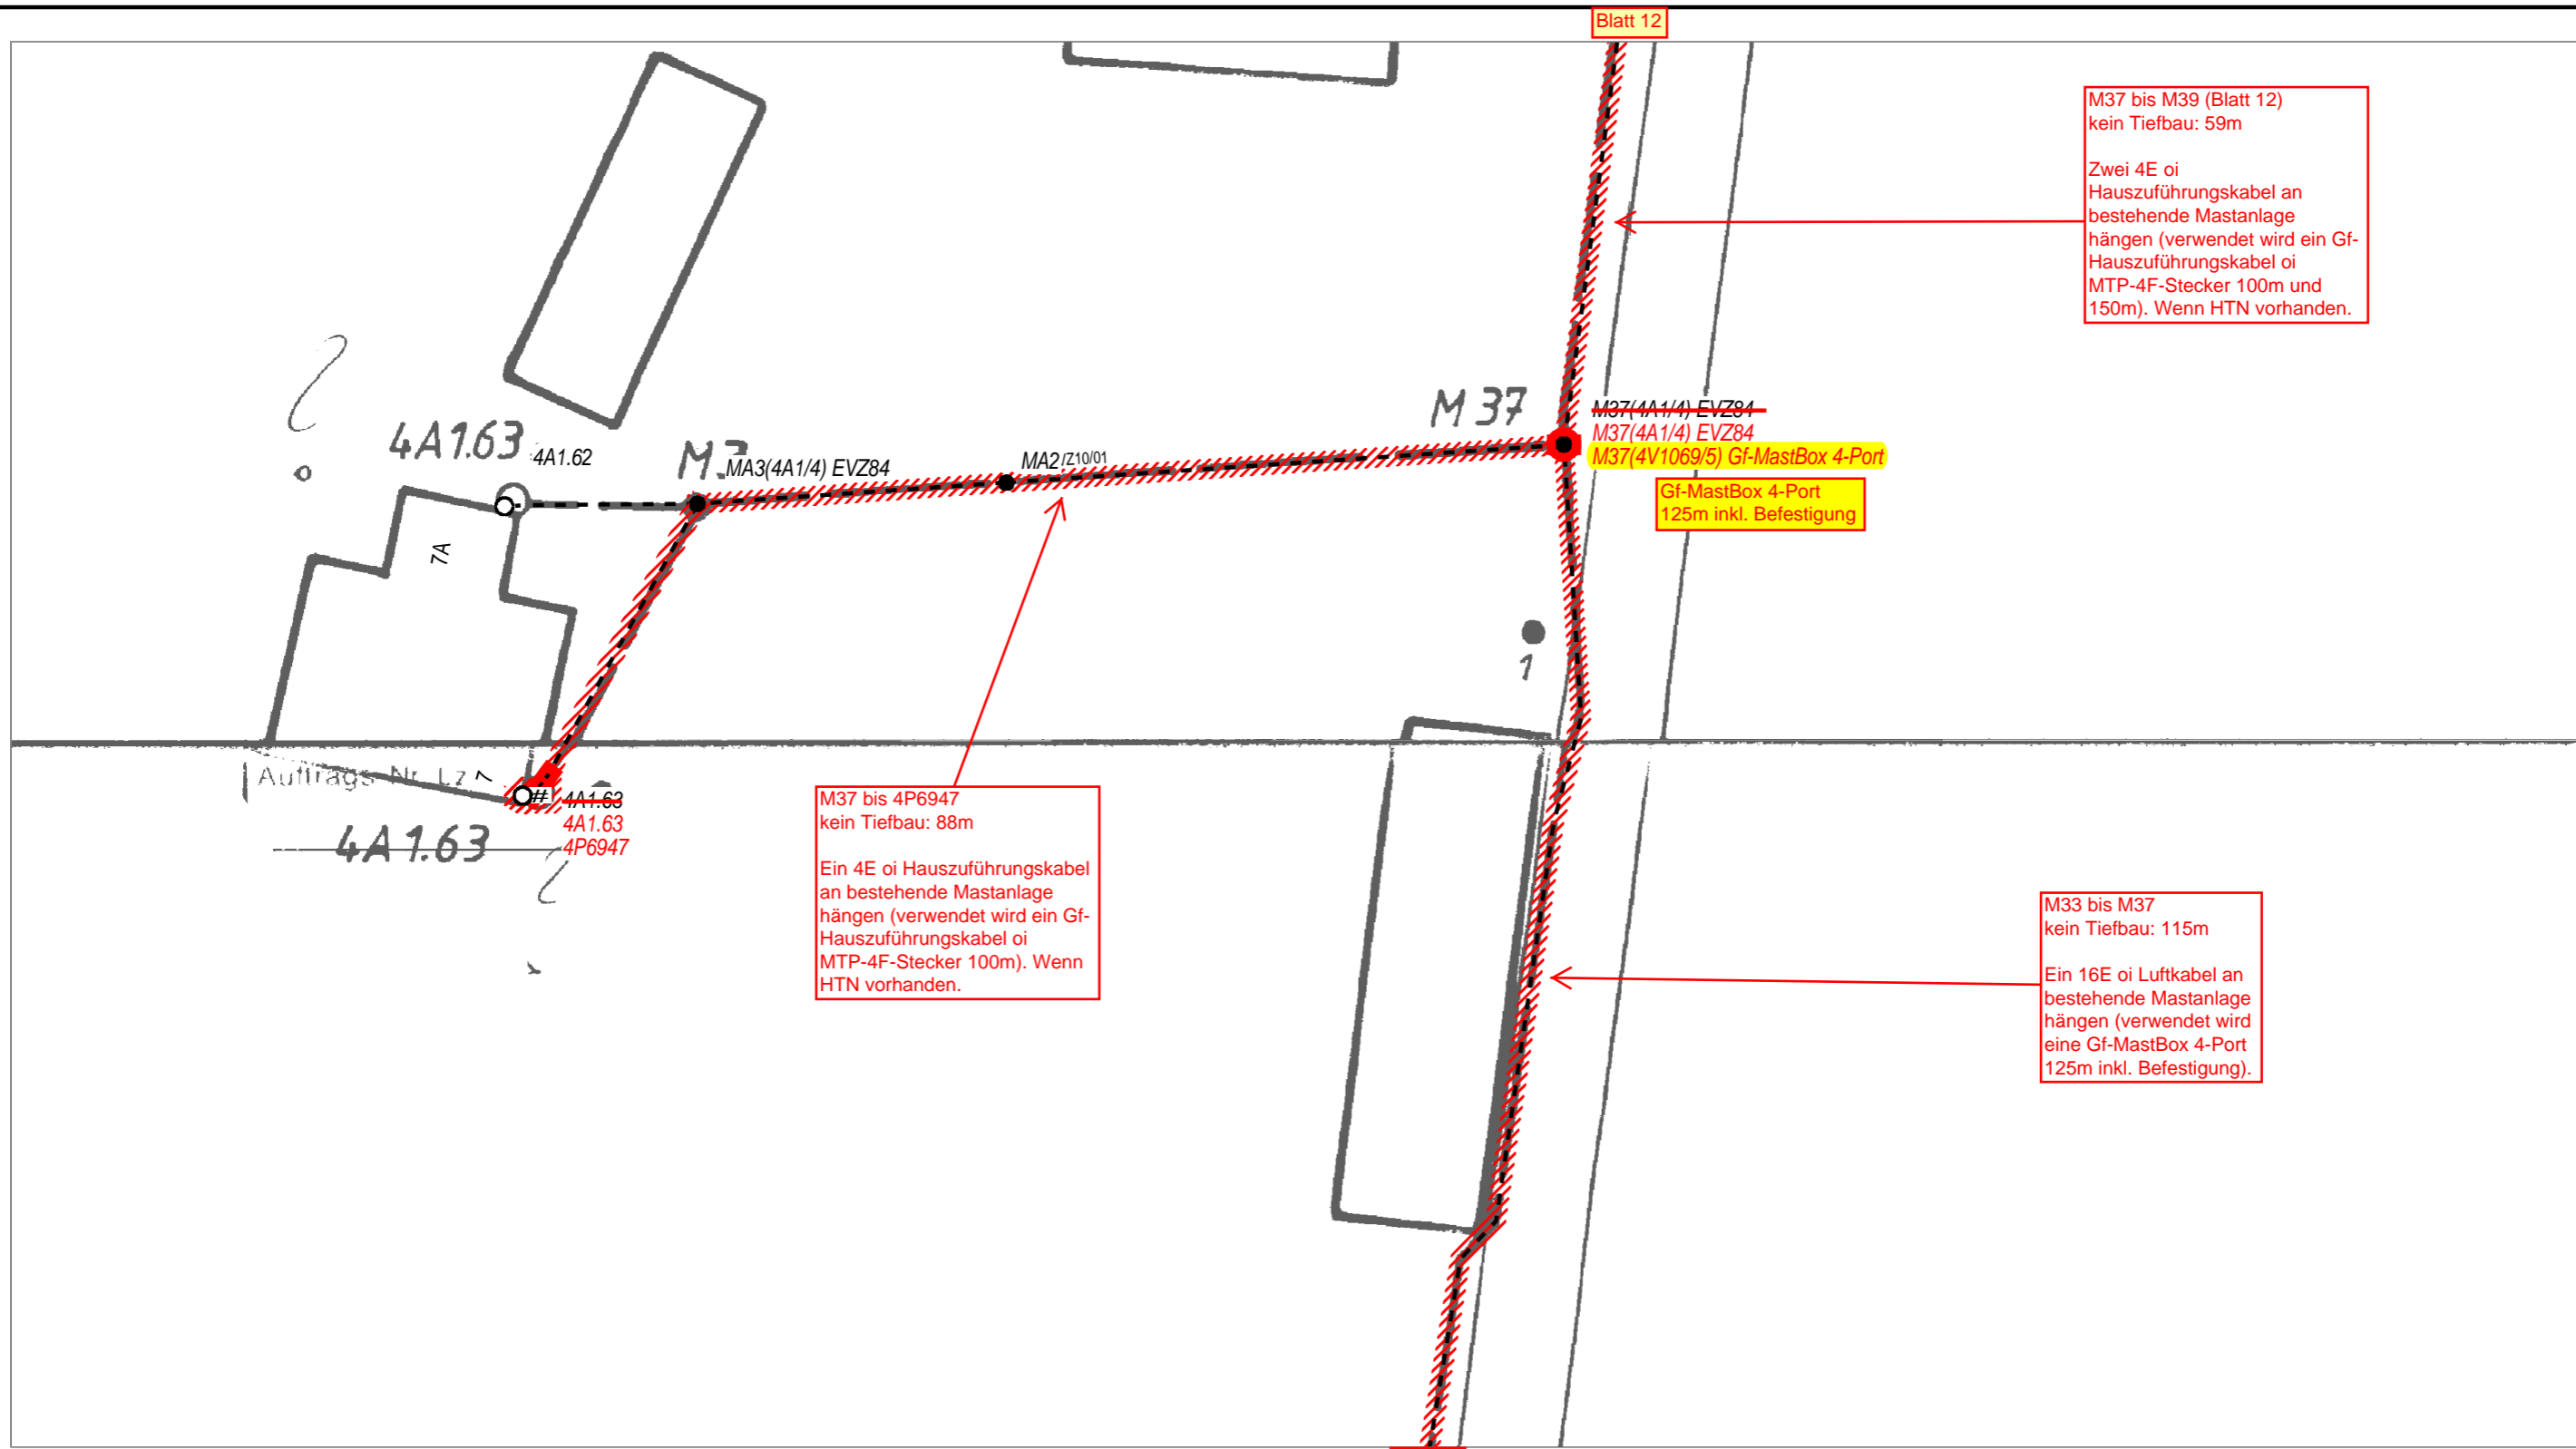 Blatt 12
M37 bis M39 (Blatt 12)
kein Tiefbau: 59m
Zwei 4E oi
Hauszuführungskabel an
bestehende Mastanlage
hängen (verwendet wird ein Gf-
Hauszuführungskabel oi
MTP-4F-Stecker 100m und
150m). Wenn HTN vorhanden.
M 37
M37(4A1/4) EVZ84
M37(4A1/4) EVZ84
M37(4V1069/5) Gf-MastBox 4-Port
Gf-MastBox 4-Port
125m inkl. Befestigung
4A1.63
4A1.62
MA3(4A1/4) EVZ84
MA2/Z10/01
7A
1
Auftrags-Nr. Lz
7
#
4A1.63
4A1.63
4P6947
4A1.63
M37 bis 4P6947
kein Tiefbau: 88m
Ein 4E oi Hauszuführungskabel
an bestehende Mastanlage
hängen (verwendet wird ein Gf-
Hauszuführungskabel oi
MTP-4F-Stecker 100m). Wenn
HTN vorhanden.
M33 bis M37
kein Tiefbau: 115m
Ein 16E oi Luftkabel an
bestehende Mastanlage
hängen (verwendet wird
eine Gf-MastBox 4-Port
125m inkl. Befestigung).